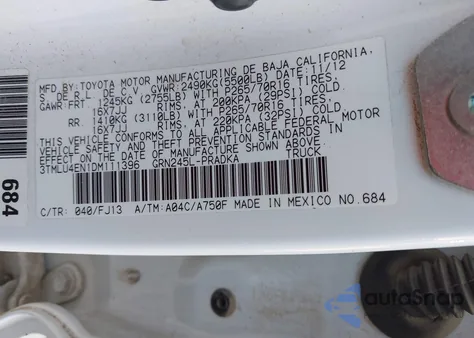 MFD.BY:TOYOTA MOTOR MANUFACTURING DE BAJA CALIFORNIA,
S. DE R.L. DE C.V. GVWR:2490KG(5500LB) DATE:11/12
GAWR:FRT. 1245KG (2755LB) WITH P265/70R16 TIRES,
16X7JJ RIMS, AT 200KPA (29PSI) COLD.
RR. 1410KG (3110LB) WITH P265/70R16 TIRES,
16X7JJ RIMS, AT 220KPA (32PSI) COLD.
THIS VEHICLE CONFORMS TO ALL APPLICABLE FEDERAL MOTOR
VEHICLE SAFETY AND THEFT PREVENTION STANDARDS IN
EFFECT ON THE DATE OF MANUFACTURE SHOWN ABOVE.
3TMLU4EN1DM111396 GRN245L-PRADKA TRUCK
C/TR: 040/FJ13 A/TM:A04C/A750F MADE IN MEXICO NO.684
684
autoSnap